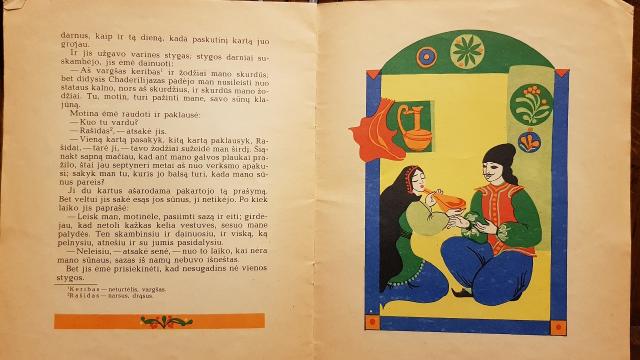 darnus, kaip ir tą dieną, kada paskutinį kartą juo
grojau.
Ir jis užgavo varines stygas; stygos darniai su-
skambėjo, jis ėmė dainuoti:
— Aš vargšas keribas¹ ir žodžiai mano skurdūs;
bet didysis Chaderilijazas padėjo man nusileisti nuo
stataus kalno, nors aš skurdžius, ir skurdūs mano žo-
džiai. Tu, motin, turi pažinti mane, savo sūnų kla-
jūną.
Motina ėmė raudoti ir paklausė:
— Kuo tu vardu?
— Rašidas², — atsakė jis.
— Vieną kartą pasakyk, kitą kartą paklausyk, Ra-
šidai, — tarė ji, — tavo žodžiai sužeidė man širdį. Šią-
nakt sapnų mačiau, kad ant mano galvos plaukai pra-
žilo, štai jau septyneri metai aš nuo verksmo apaku-
si; sakyk man tu, kuris jo balsą turi, kada mano sū-
nus pareis?
Ji du kartus ašarodama pakartojo tą prašymą.
Bet veltui jis sakė esąs jos sūnus, ji netikėjo. Po kiek
laiko jis paprašė:
— Leisk man, motinėle, pasiimti sazą ir eiti; girdė-
jau, kad netoli kažkas kelia vestuves, sesuo mane
palydės. Ten skambinsiu ir dainuosiu, ir viską, ką
pelnysiu, atnešiu ir su jumis pasidalysiu.
— Neleisiu, — atsakė senė, — nuo to laiko, kai nėra
mano sūnaus, sazas iš namų nebuvo išneštas.
Bet jis ėmė prisiekinėti, kad nesugadins nė vienos
stygos.
¹Keribas — neturtėlis, vargšas.
²Rašidas — narsus, drąsus.